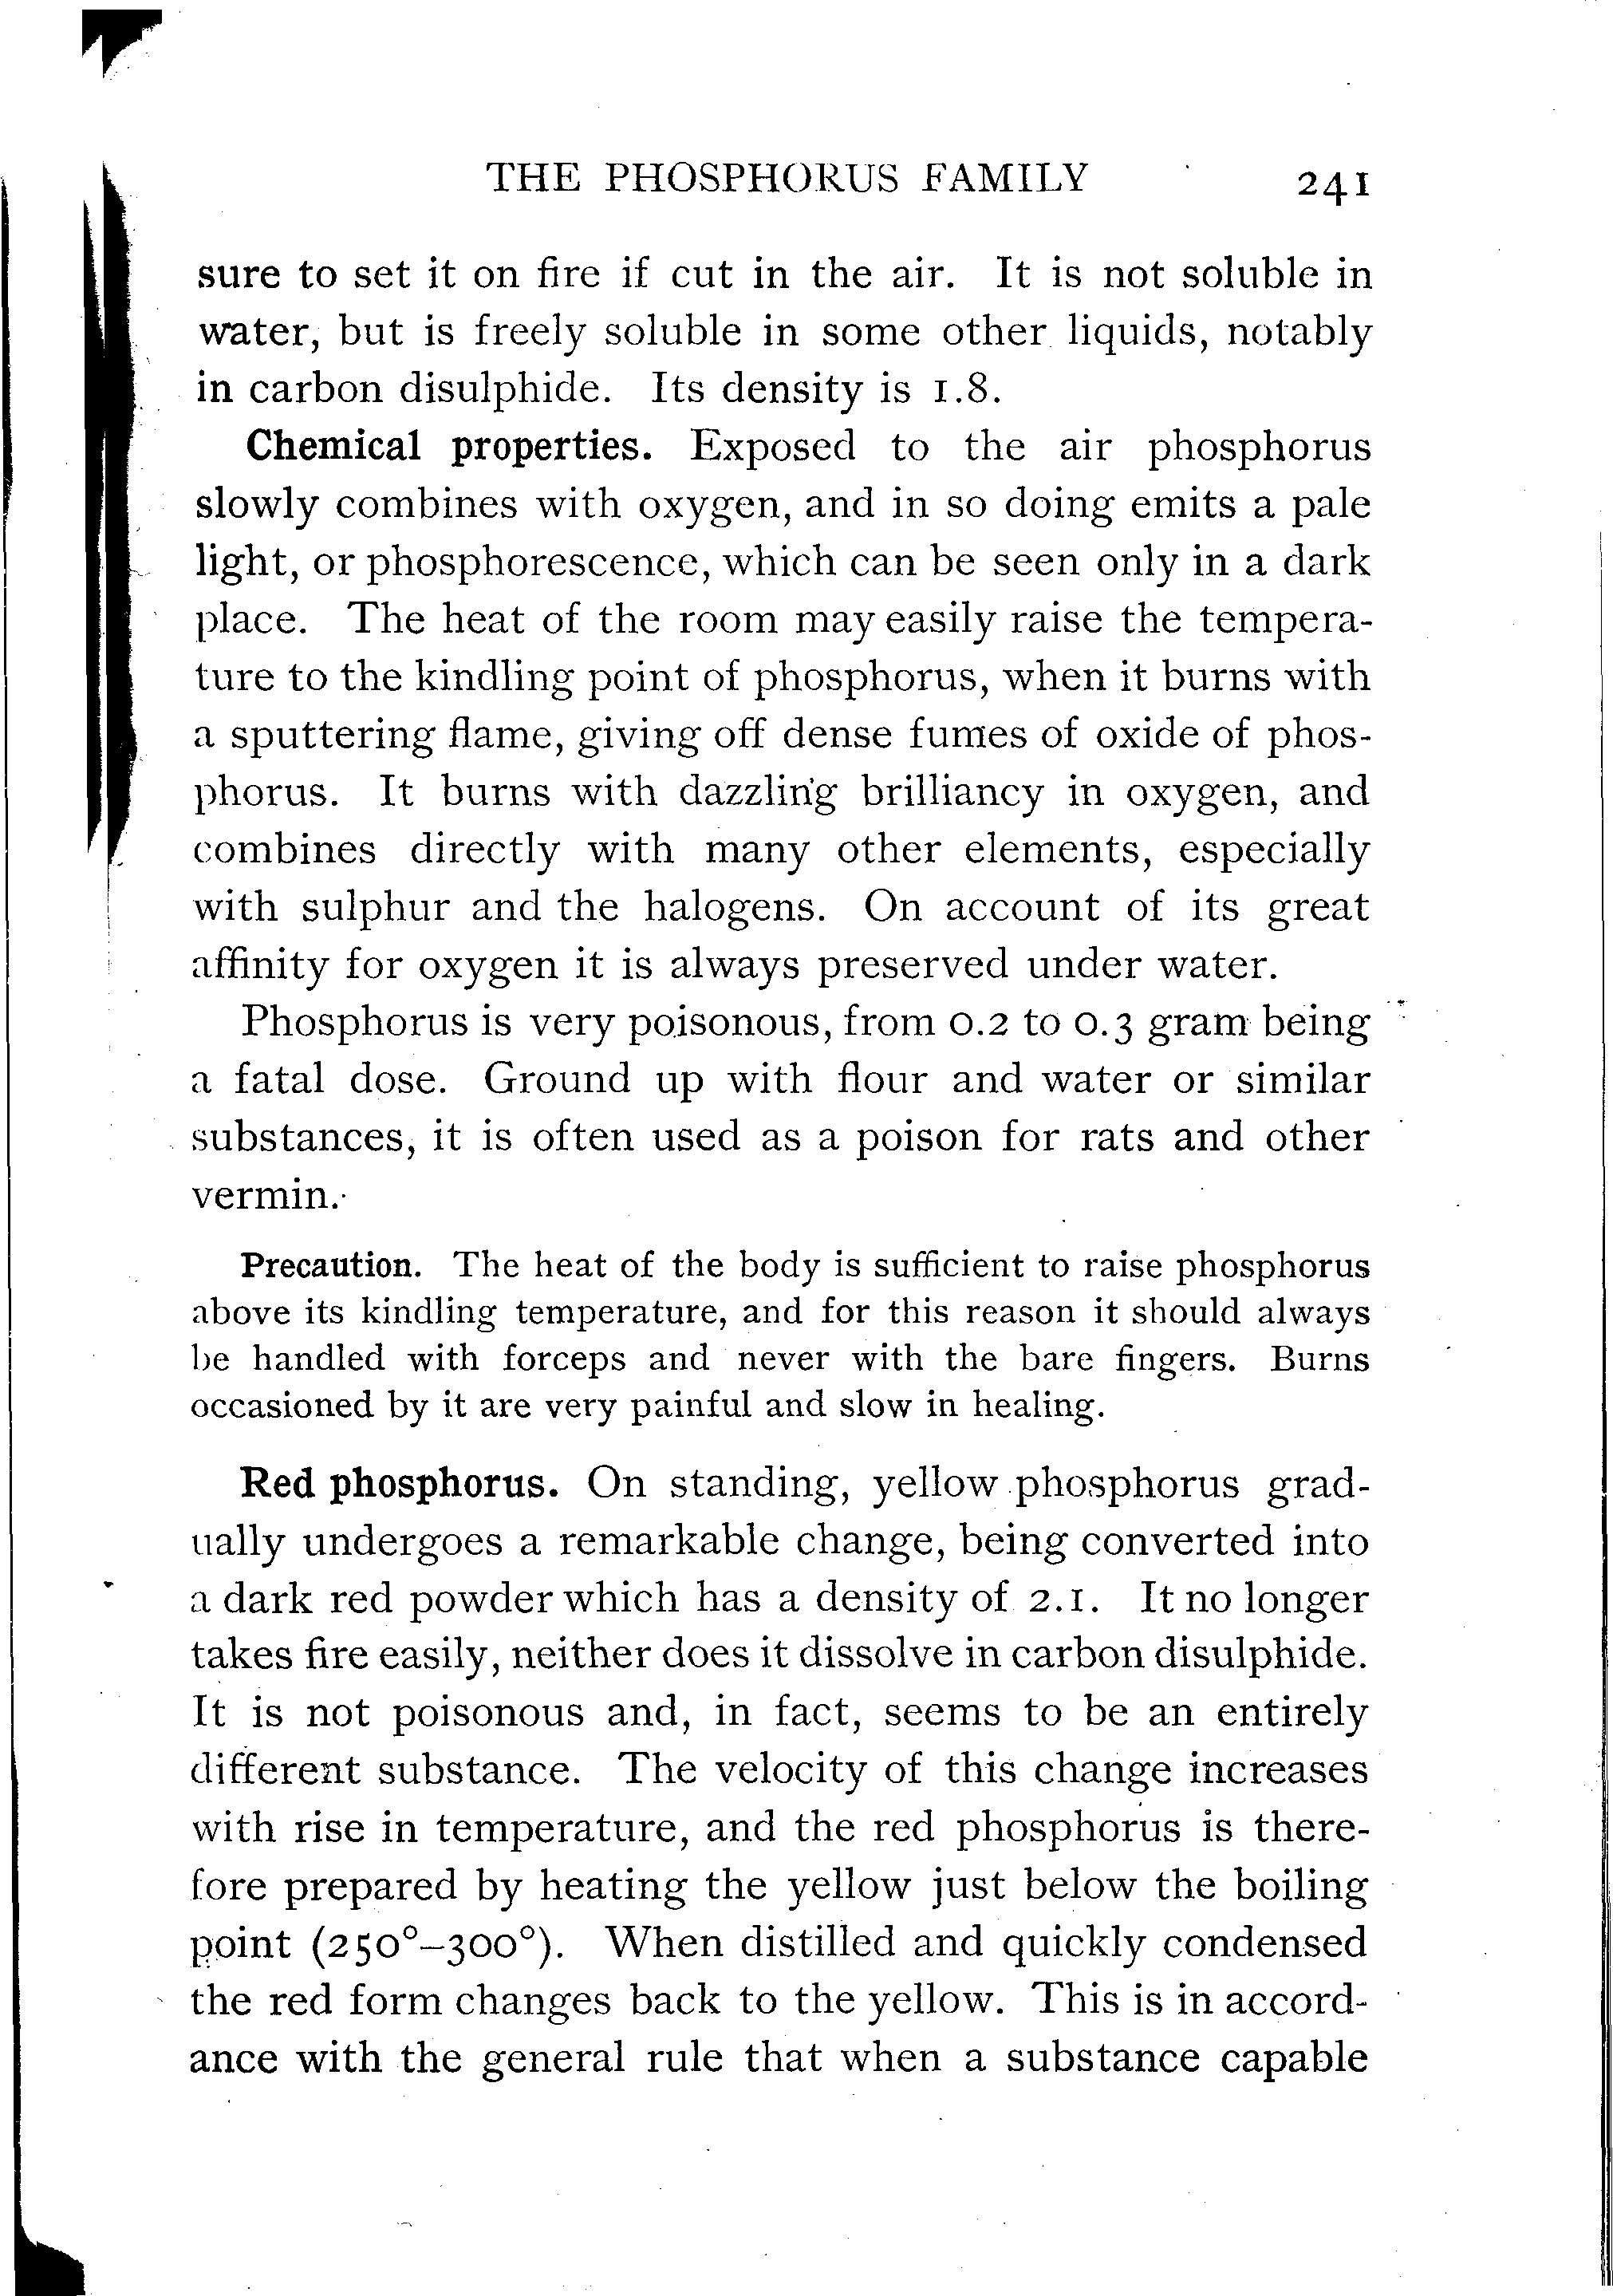 THE PHOSPHORUS FAMILY 241
sure to set it on fire if cut in the air. It is not soluble in
water, but is freely soluble in some other liquids, notably
in carbon disulphide. Its density is 1.8.
Chemical properties. Exposed to the air phosphorus
slowly combines with oxygen, and in so doing emits a pale
light, or phosphorescence, which can be seen only in a dark
place. The heat of the room may easily raise the tempera-
ture to the kindling point of phosphorus, when it burns with
a sputtering flame, giving off dense fumes of oxide of phos-
phorus. It burns with dazzling brilliancy in oxygen, and
combines directly with many other elements, especially
with sulphur and the halogens. On account of its great
affinity for oxygen it is always preserved under water.
Phosphorus is very poisonous, from 0.2 to 0.3 gram being
a fatal dose. Ground up with flour and water or similar
substances, it is often used as a poison for rats and other
vermin.
Precaution. The heat of the body is sufficient to raise phosphorus
above its kindling temperature, and for this reason it should always
be handled with forceps and never with the bare fingers. Burns
occasioned by it are very painful and slow in healing.
Red phosphorus. On standing, yellow phosphorus grad-
ually undergoes a remarkable change, being converted into
a dark red powder which has a density of 2.1. It no longer
takes fire easily, neither does it dissolve in carbon disulphide.
It is not poisonous and, in fact, seems to be an entirely
different substance. The velocity of this change increases
with rise in temperature, and the red phosphorus is there-
fore prepared by heating the yellow just below the boiling
point (250°–300°). When distilled and quickly condensed
the red form changes back to the yellow. This is in accord-
ance with the general rule that when a substance capable